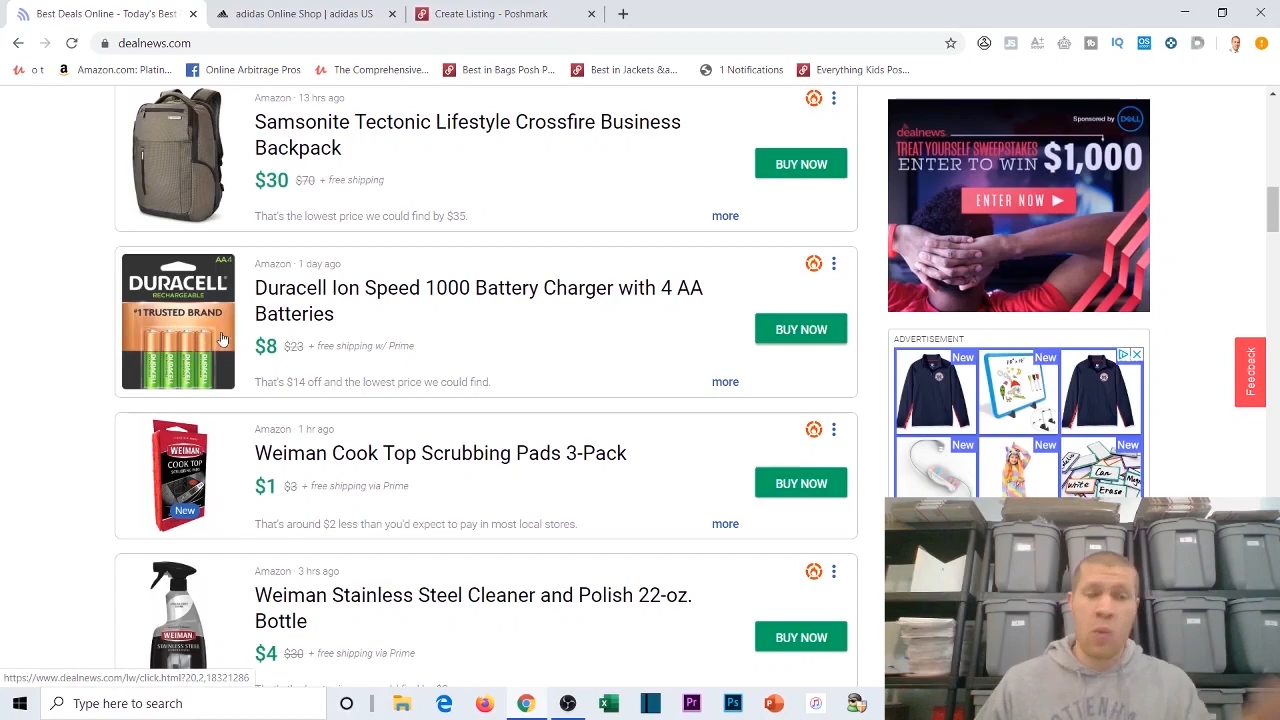 Best Deals Online - Today's Best
adidas Online Shop | adidas US
Create Listing - Poshmark
dealnews.com
o t
Amazon.com: Platin...
Online Arbitrage Pros
The Comprehensive...
Best in Bags Posh P...
Best in Jackets &a...
1 Notifications
Everything Kids Pos...
Amazon · 13 hrs ago
Samsonite Tectonic Lifestyle Crossfire Business
Backpack
$30 $70 + free shipping
BUY NOW
That's the lowest price we could find by $35.
more
DURACELL
RECHARGEABLE
#1 TRUSTED BRAND
Amazon · 1 day ago
Duracell Ion Speed 1000 Battery Charger with 4 AA
Batteries
$8 $23 + free shipping w/ Prime
BUY NOW
That's $14 under the lowest price we could find.
more
WEIMAN
COOK TOP
SCRUBBING PADS
New
Amazon · 1 hr ago
Weiman Cook Top Scrubbing Pads 3-Pack
$1 $3 + free shipping via Prime
BUY NOW
That's around $2 less than you'd expect to pay in most local stores.
more
WEIMAN
STAINLESS STEEL
Amazon · 3 hrs ago
Weiman Stainless Steel Cleaner and Polish 22-oz.
Bottle
$4 $30 + free shipping via Prime
BUY NOW
Sponsored by DELL
dealnews
TREAT YOURSELF SWEEPSTAKES
ENTER TO WIN $1,000
ENTER NOW
ADVERTISEMENT
New
New
New
New
New
Write
Can
Erase
Feedback
https://www.dealnews.com/lw/click.html?20,2,18321286
Type here to search